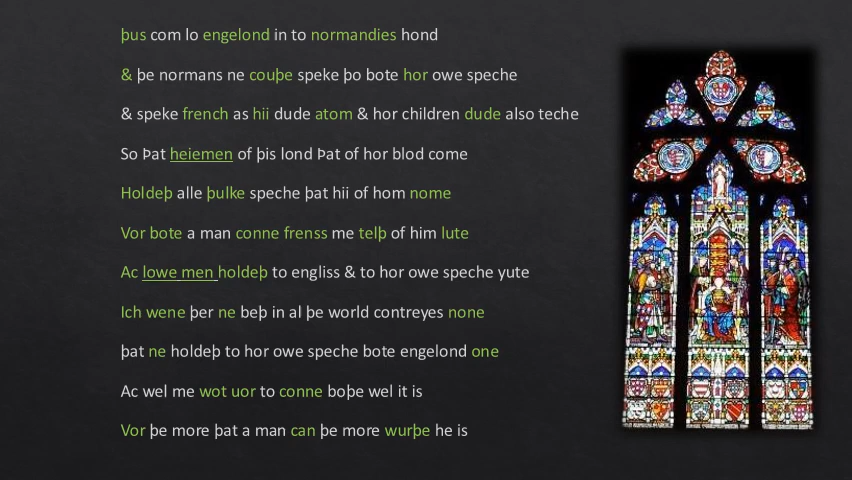 þus com lo engelond in to normandies hond
& þe normans ne couþe speke þo bote hor owe speche
& speke french as hii dude atom & hor children dude also teche
So Þat heiemen of þis lond Þat of hor blod come
Holdeþ alle þulke speche þat hii of hom nome
Vor bote a man conne frenss me telþ of him lute
Ac lowe men holdeþ to engliss & to hor owe speche yute
Ich wene þer ne beþ in al þe world contreyes none
þat ne holdeþ to hor owe speche bote engelond one
Ac wel me wot uor to conne boþe wel it is
Vor þe more þat a man can þe more wurþe he is